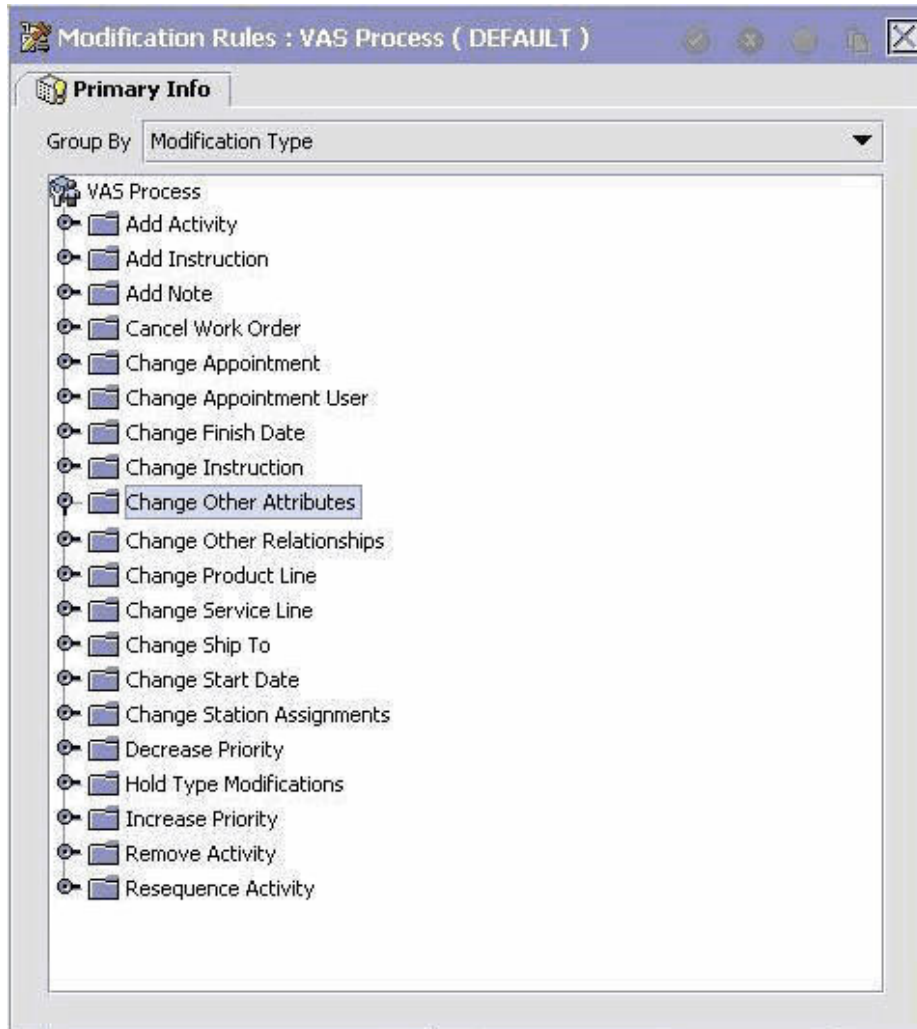 Modification Rules : VAS Process ( DEFAULT )
Primary Info
Group By Modification Type
VAS Process
Add Activity
Add Instruction
Add Note
Cancel Work Order
Change Appointment
Change Appointment User
Change Finish Date
Change Instruction
Change Other Attributes
Change Other Relationships
Change Product Line
Change Service Line
Change Ship To
Change Start Date
Change Station Assignments
Decrease Priority
Hold Type Modifications
Increase Priority
Remove Activity
Resequence Activity